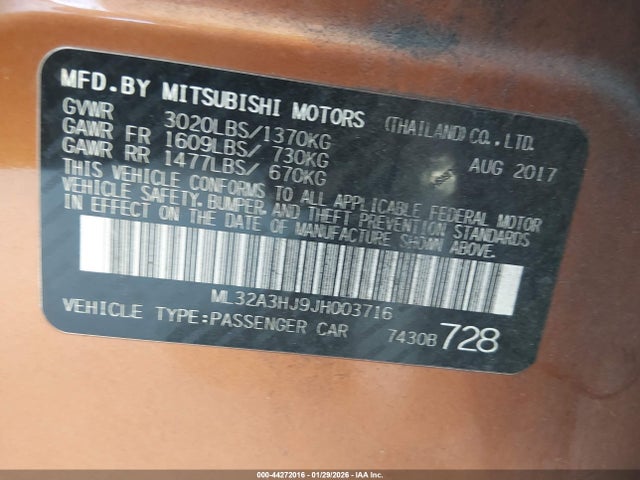 MFD.BY MITSUBISHI MOTORS (THAILAND)CO.,LTD.
GVWR 3020LBS/1370KG AUG 2017
GAWR FR 1609LBS/ 730KG
GAWR RR 1477LBS/ 670KG
THIS VEHICLE CONFORMS TO ALL APPLICABLE FEDERAL MOTOR
VEHICLE SAFETY, BUMPER, AND THEFT PREVENTION STANDARDS
IN EFFECT ON THE DATE OF MANUFACTURE SHOWN ABOVE.
ML32A3HJ9JH003716
VEHICLE TYPE:PASSENGER CAR 7430B 728
000-44272016 - 01/29/2026 - IAA Inc.